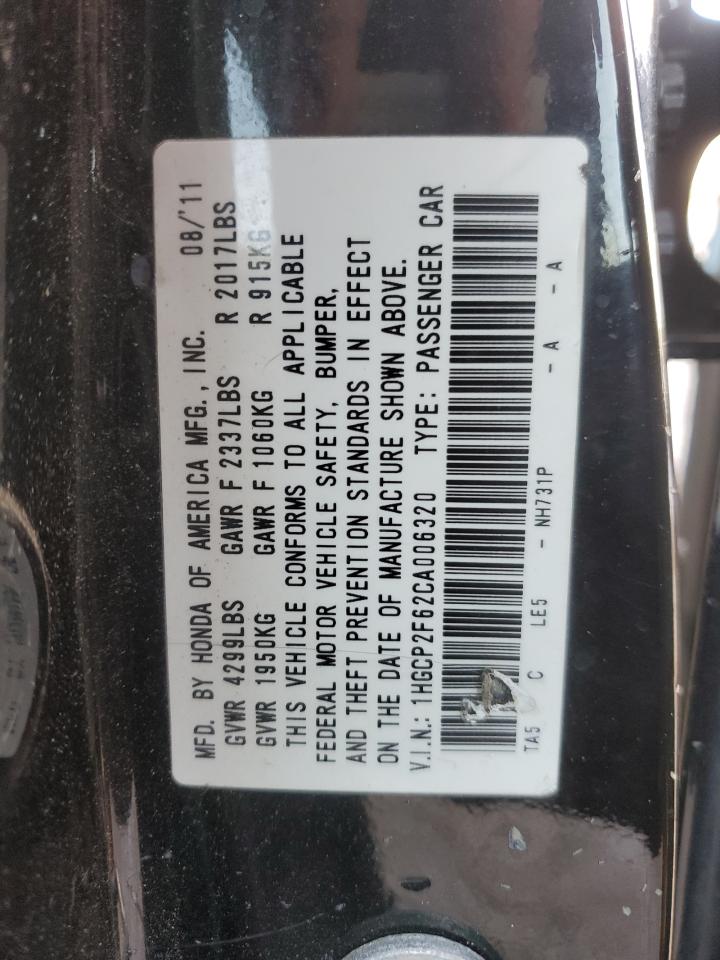 MFD. BY HONDA OF AMERICA MFG., INC. 08/'11
GVWR 4299LBS GAWR F 2337LBS R 2017LBS
GVWR 1950KG GAWR F 1060KG R 915KG
THIS VEHICLE CONFORMS TO ALL APPLICABLE
FEDERAL MOTOR VEHICLE SAFETY, BUMPER,
AND THEFT PREVENTION STANDARDS IN EFFECT
ON THE DATE OF MANUFACTURE SHOWN ABOVE.
V.I.N.: 1HGCP2F62CA006320 TYPE: PASSENGER CAR
TA5 C LE5 - NH731P - A - A